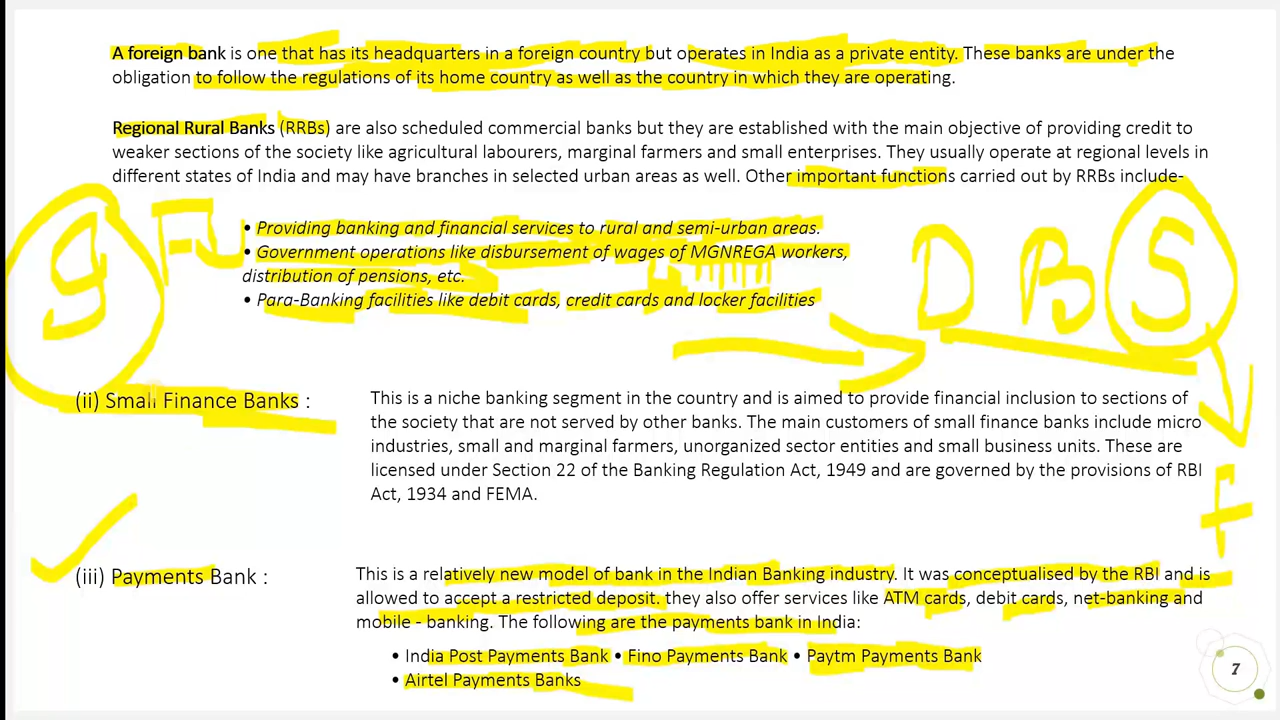 A foreign bank is one that has its headquarters in a foreign country but operates in India as a private entity. These banks are under the
obligation to follow the regulations of its home country as well as the country in which they are operating.
Regional Rural Banks (RRBs) are also scheduled commercial banks but they are established with the main objective of providing credit to
weaker sections of the society like agricultural labourers, marginal farmers and small enterprises. They usually operate at regional levels in
different states of India and may have branches in selected urban areas as well. Other important functions carried out by RRBs include-
• Providing banking and financial services to rural and semi-urban areas.
• Government operations like disbursement of wages of MGNREGA workers,
distribution of pensions, etc.
• Para-Banking facilities like debit cards, credit cards and locker facilities
D B S
(ii) Small Finance Banks :
This is a niche banking segment in the country and is aimed to provide financial inclusion to sections of
the society that are not served by other banks. The main customers of small finance banks include micro
industries, small and marginal farmers, unorganized sector entities and small business units. These are
licensed under Section 22 of the Banking Regulation Act, 1949 and are governed by the provisions of RBI
Act, 1934 and FEMA.
(iii) Payments Bank :
This is a relatively new model of bank in the Indian Banking industry. It was conceptualised by the RBI and is
allowed to accept a restricted deposit. they also offer services like ATM cards, debit cards, net-banking and
mobile - banking. The following are the payments bank in India:
• India Post Payments Bank • Fino Payments Bank • Paytm Payments Bank
• Airtel Payments Banks
7